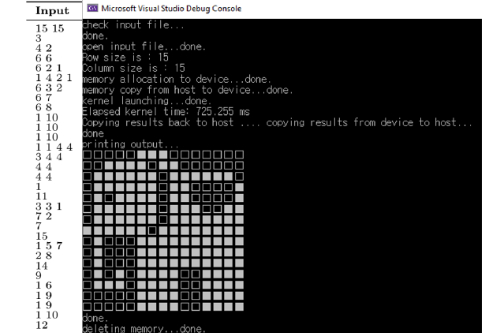 Input
15 15
3
4 2
6 6
6 2 1
1 4 2 1
6 3 2
6 7
6 8
1 10
1 10
1 10
1 1 4 4
3 4 4
4 4
4 4
1
11
3 3 1
7 2
7
15
1 5 7
2 8
14
9
1 6
1 9
1 9
1 10
12
Microsoft Visual Studio Debug Console
check input file...
done.
open input file...done.
Row size is : 15
Column size is : 15
memory allocation to device...done.
memory copy from host to device...done.
kernel launching...done.
Elapsed kernel time: 725.255 ms
Copying results back to host .... copying results from device to host...
done
printing output...
done.
deleting memory...done.